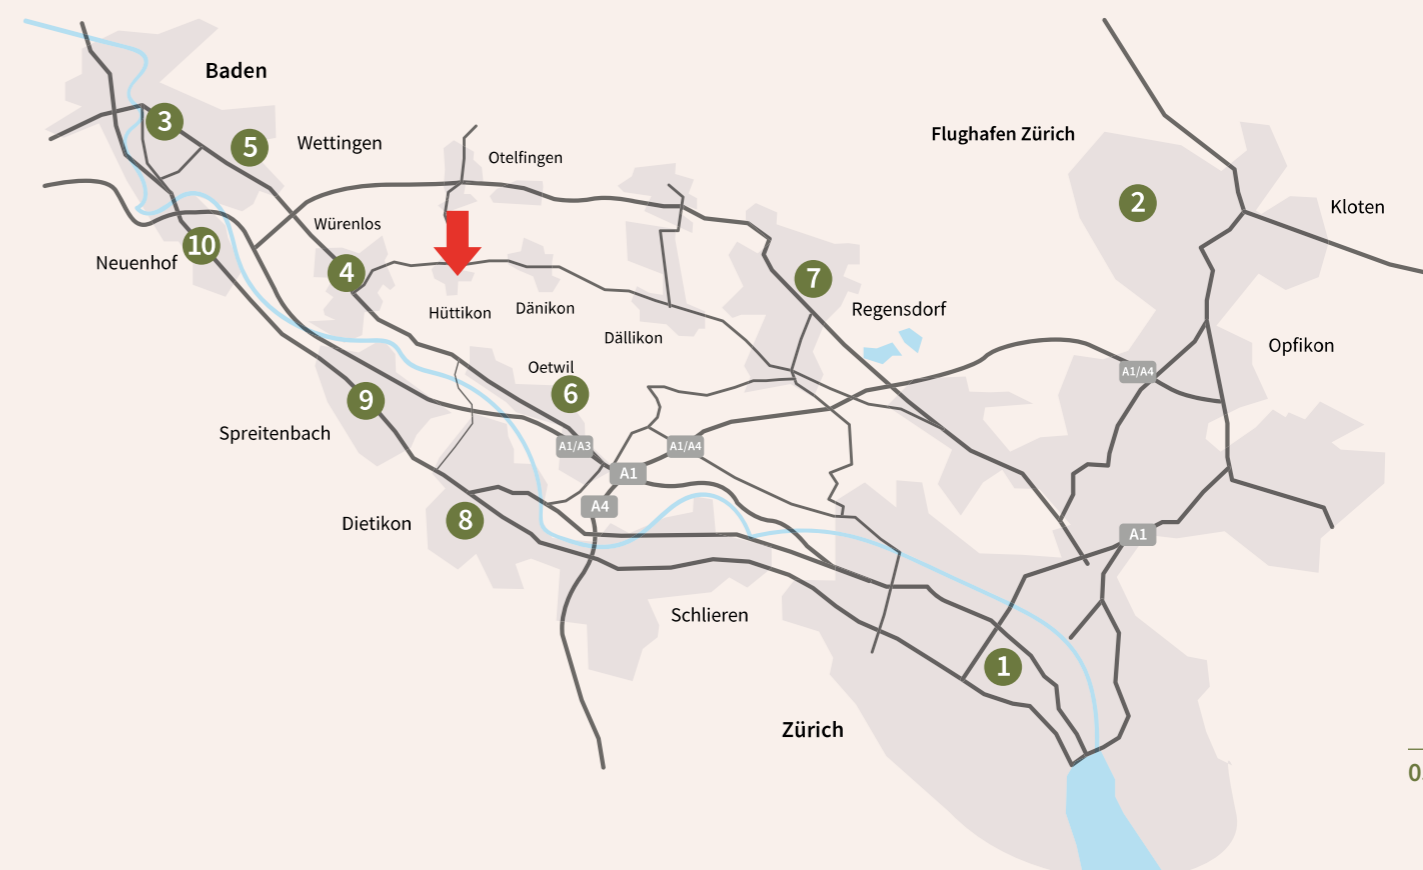 Baden
3
5
Wettingen
Flughafen Zürich
Otelfingen
2
Kloten
Würenlos
10
Neuenhof
4
7
Hüttikon
Dänikon
Regensdorf
Dällikon
Opfikon
Oetwil
A1/A4
6
9
Spreitenbach
A1/A3
A1/A4
A1
A4
Dietikon
8
A1
Schlieren
1
Zürich
0